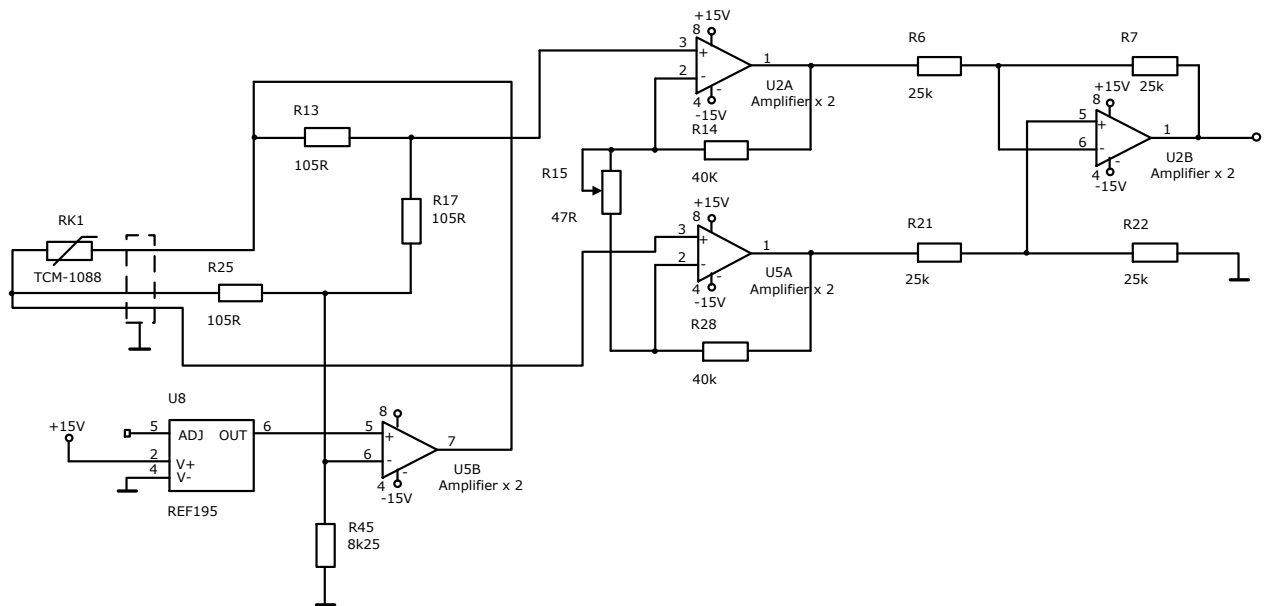 +15V
8
R6
R7
R13
3
+
1
2
-
U2A
4
-
-15V
Amplifier x 2
25k
+15V
8
25k
5
+
1
6
-
U2B
4
-
-15V
Amplifier x 2
105R
R14
40K
R15
47R
R17
105R
RK1
TCM-1088
R25
105R
+15V
8
3
+
1
2
-
U5A
4
-
-15V
Amplifier x 2
R21
25k
R22
25k
R28
40k
U8
+15V
5
ADJ
OUT
6
2
V+
4
V-
REF195
8
5
+
7
6
-
U5B
4
-
-15V
Amplifier x 2
R45
8k25